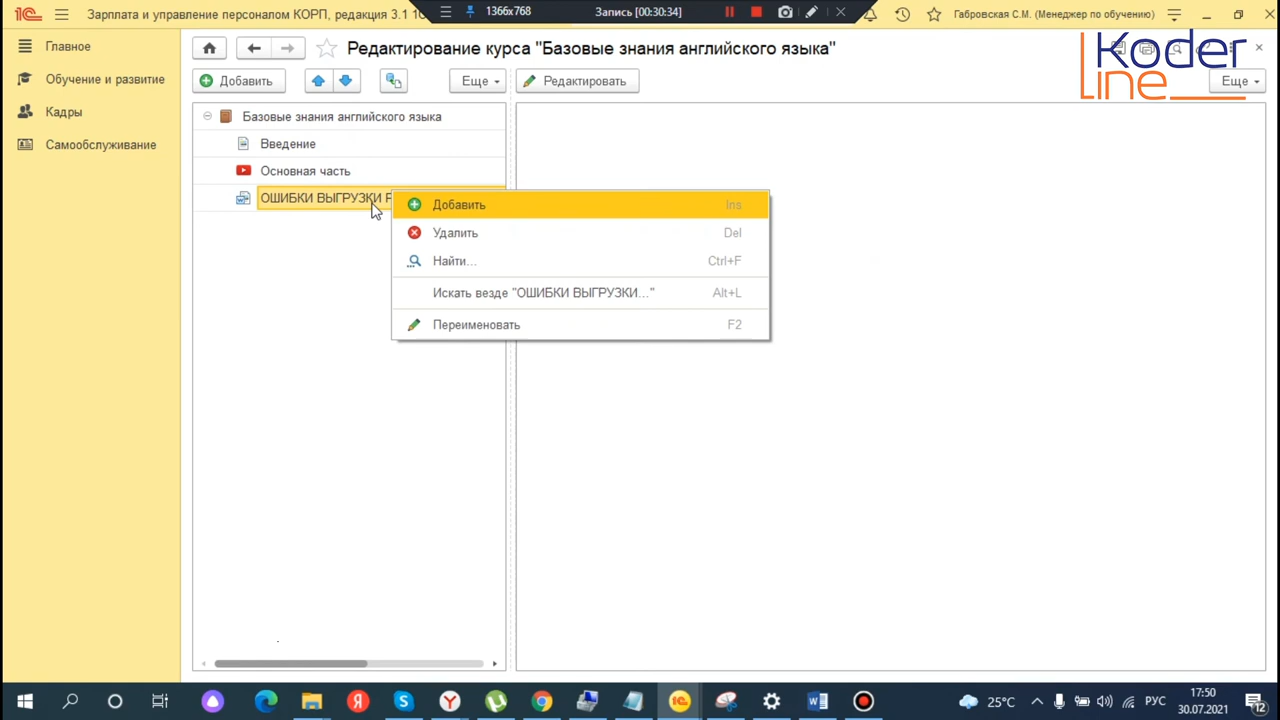 1С Зарплата и управление персоналом КОРП, редакция 3.1 1
1366x768
Запись [00:30:34]
Габровская С.М. (Менеджер по обучению)
Koder
line
Главное
Обучение и развитие
Кадры
Самообслуживание
Редактирование курса "Базовые знания английского языка"
Добавить
Еще
Редактировать
Еще
Базовые знания английского языка
Введение
Основная часть
ОШИБКИ ВЫГРУЗКИ
Добавить Ins
Удалить Del
Найти... Ctrl+F
Искать везде "ОШИБКИ ВЫГРУЗКИ..." Alt+L
Переименовать F2
25°C
РУС
17:50
30.07.2021
12